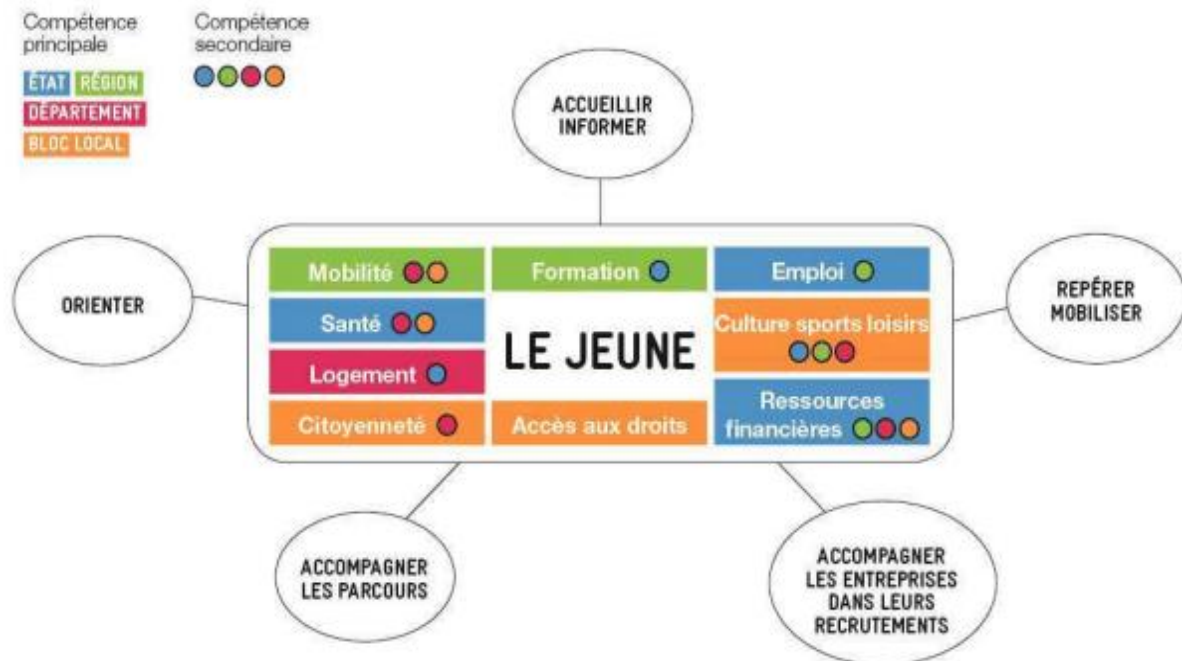 Compétence
principale
Compétence
secondaire
ÉTAT RÉGION
DÉPARTEMENT
BLOC LOCAL
ACCUEILLIR
INFORMER
ORIENTER
REPÉRER
MOBILISER
Mobilité
Formation
Emploi
Santé
LE JEUNE
Culture sports loisirs
Logement
Ressources
financières
Citoyenneté
Accès aux droits
ACCOMPAGNER
LES PARCOURS
ACCOMPAGNER
LES ENTREPRISES
DANS LEURS
RECRUTEMENTS